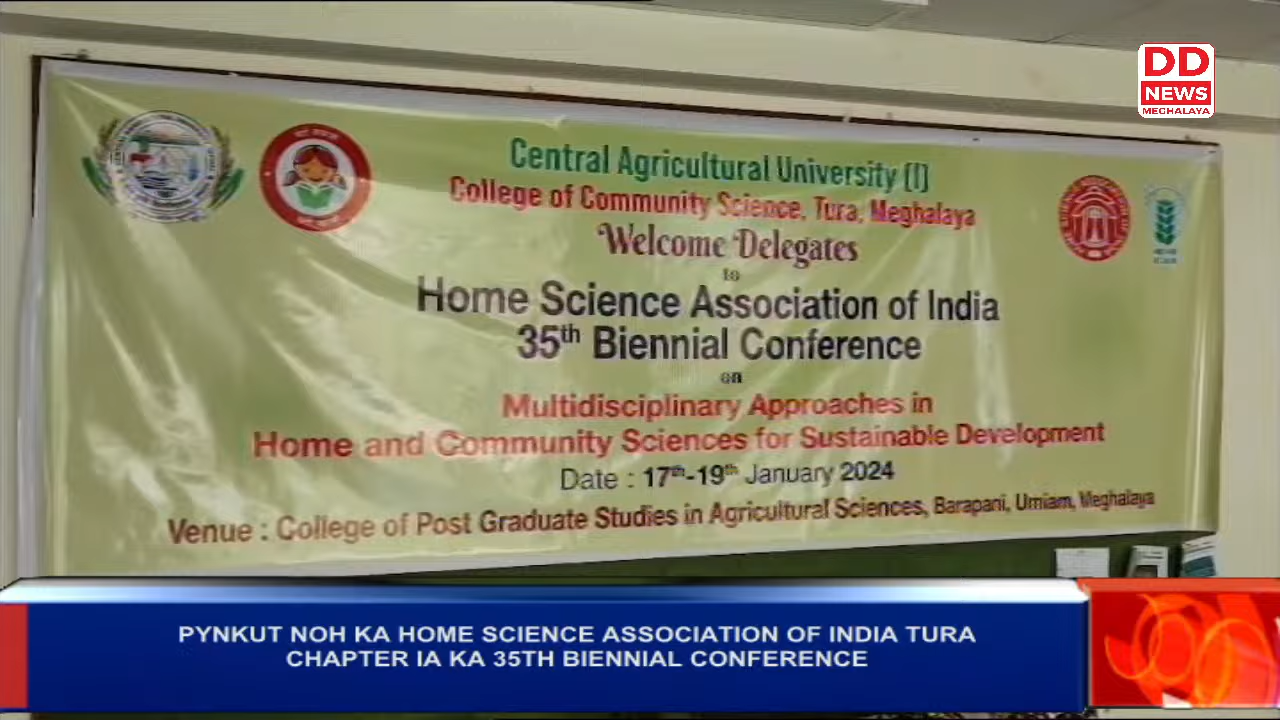 DD
NEWS
MEGHALAYA
Central Agricultural University (I)
College of Community Science, Tura, Meghalaya
Welcome Delegates
to
Home Science Association of India
35th Biennial Conference
on
Multidisciplinary Approaches in
Home and Community Sciences for Sustainable Development
Date : 17th-19th January 2024
Venue : College of Post Graduate Studies in Agricultural Sciences, Barapani, Umiam, Meghalaya
PYNKUT NOH KA HOME SCIENCE ASSOCIATION OF INDIA TURA
CHAPTER IA KA 35TH BIENNIAL CONFERENCE